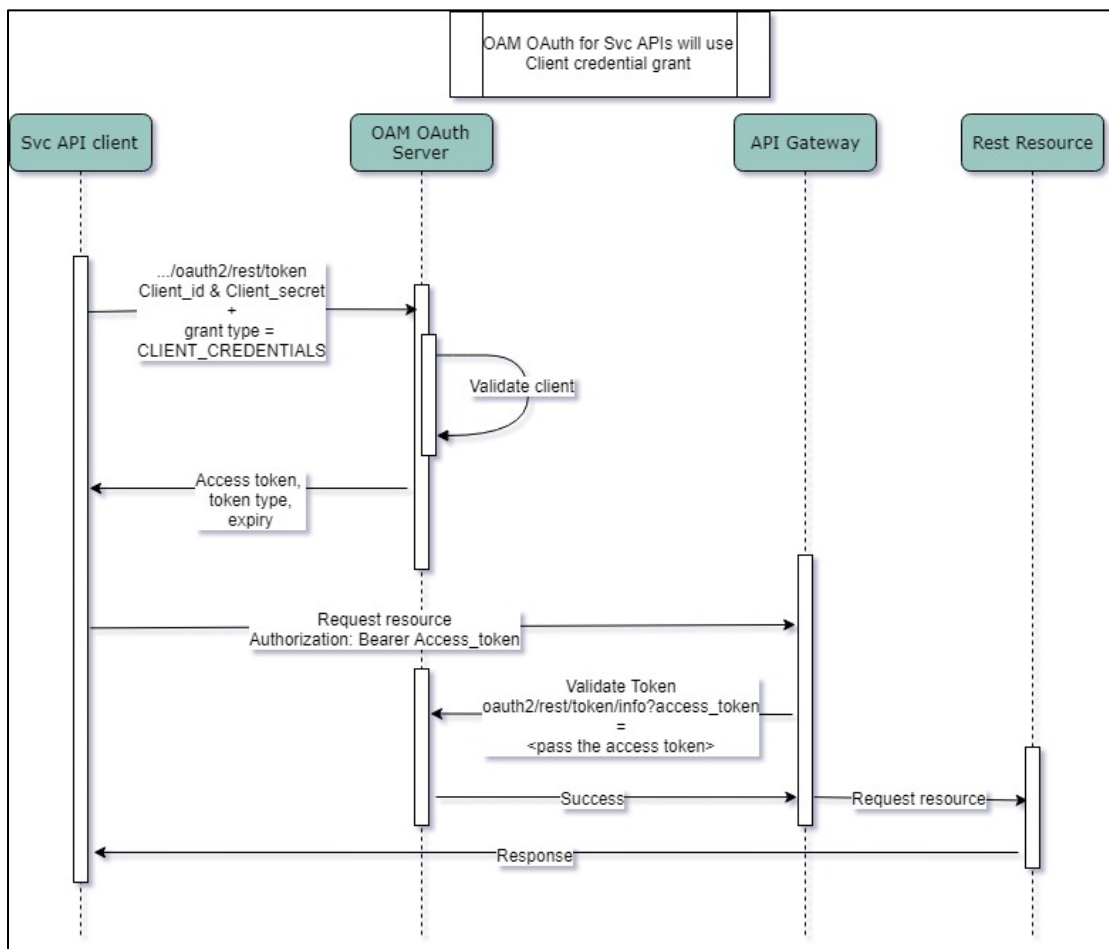 OAM OAuth for Svc APIs will use
Client credential grant
Svc API client
OAM OAuth
Server
API Gateway
Rest Resource
.../oauth2/rest/token
Client_id & Client_secret
+
grant type =
CLIENT_CREDENTIALS
Validate client
Access token,
token type,
expiry
Request resource
Authorization: Bearer Access_token
Validate Token
oauth2/rest/token/info?access_token
=
<pass the access token>
Success
Request resource
Response